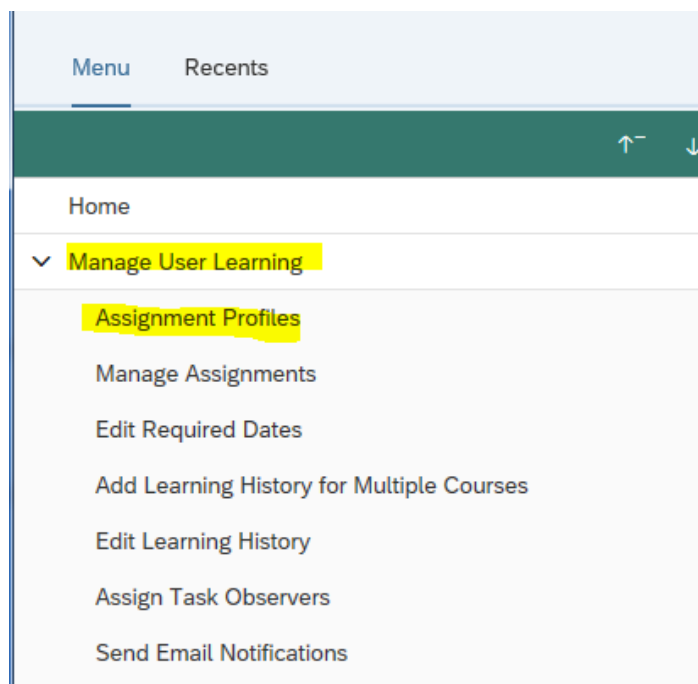 Menu Recents
Home
Manage User Learning
Assignment Profiles
Manage Assignments
Edit Required Dates
Add Learning History for Multiple Courses
Edit Learning History
Assign Task Observers
Send Email Notifications